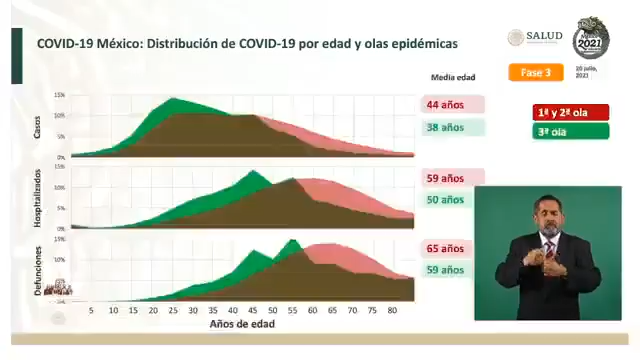 COVID-19 México: Distribución de COVID-19 por edad y olas epidémicas
SALUD
2021
Fase 3
20 julio, 2021
Media edad
Casos
15%
10%
5%
0%
44 años
38 años
1ª y 2ª ola
3ª ola
Hosphtalizados
15%
10%
5%
0%
59 años
50 años
Defunciones
15%
10%
5%
65 años
59 años
5 10 15 20 25 30 35 40 45 50 55 60 65 70 75 80
Años de edad